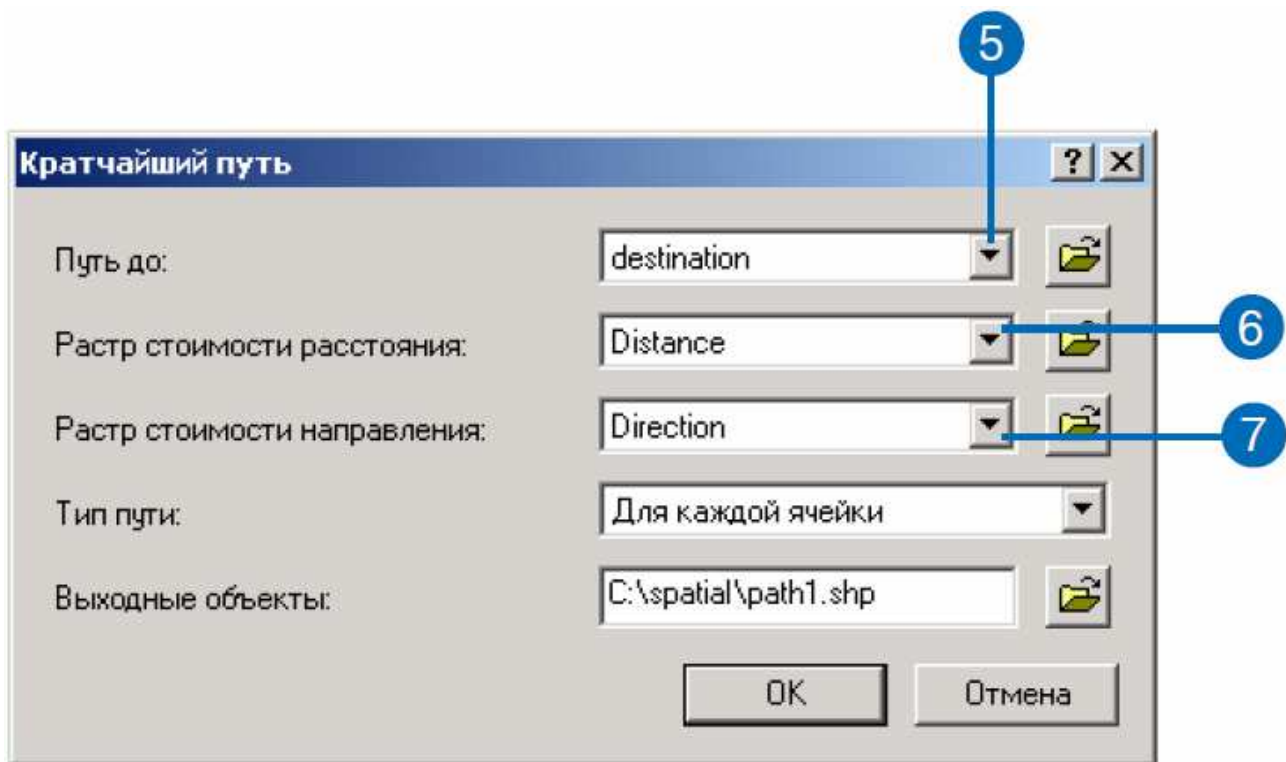 5
Кратчайший путь
Путь до: destination
6
Растр стоимости расстояния: Distance
Растр стоимости направления: Direction
7
Тип пути: Для каждой ячейки
Выходные объекты: C:\spatial\path1.shp
OK Отмена